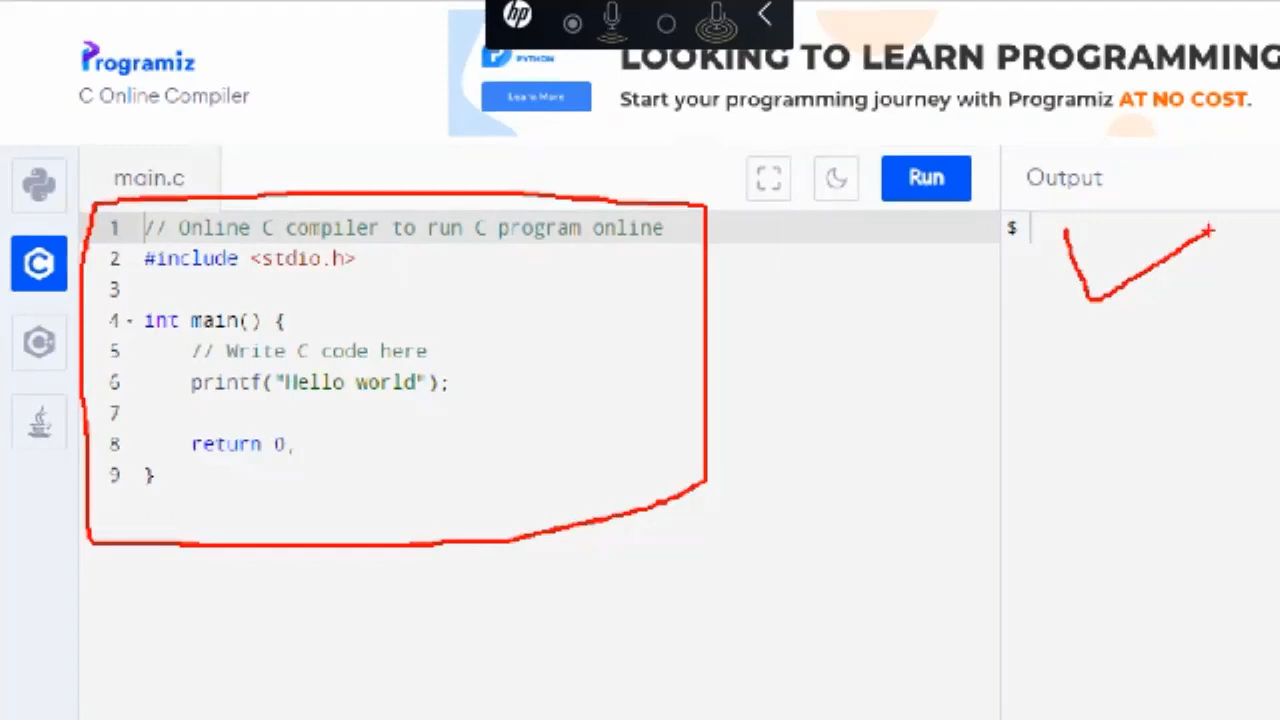 hp
Programiz
C Online Compiler
PYTHON
Learn More
LOOKING TO LEARN PROGRAMMING
Start your programming journey with Programiz AT NO COST.
main.c
Run
Output
1 // Online C compiler to run C program online
2 #include <stdio.h>
3
4 int main() {
5 // Write C code here
6 printf("Hello world");
7
8 return 0;
9 }
$